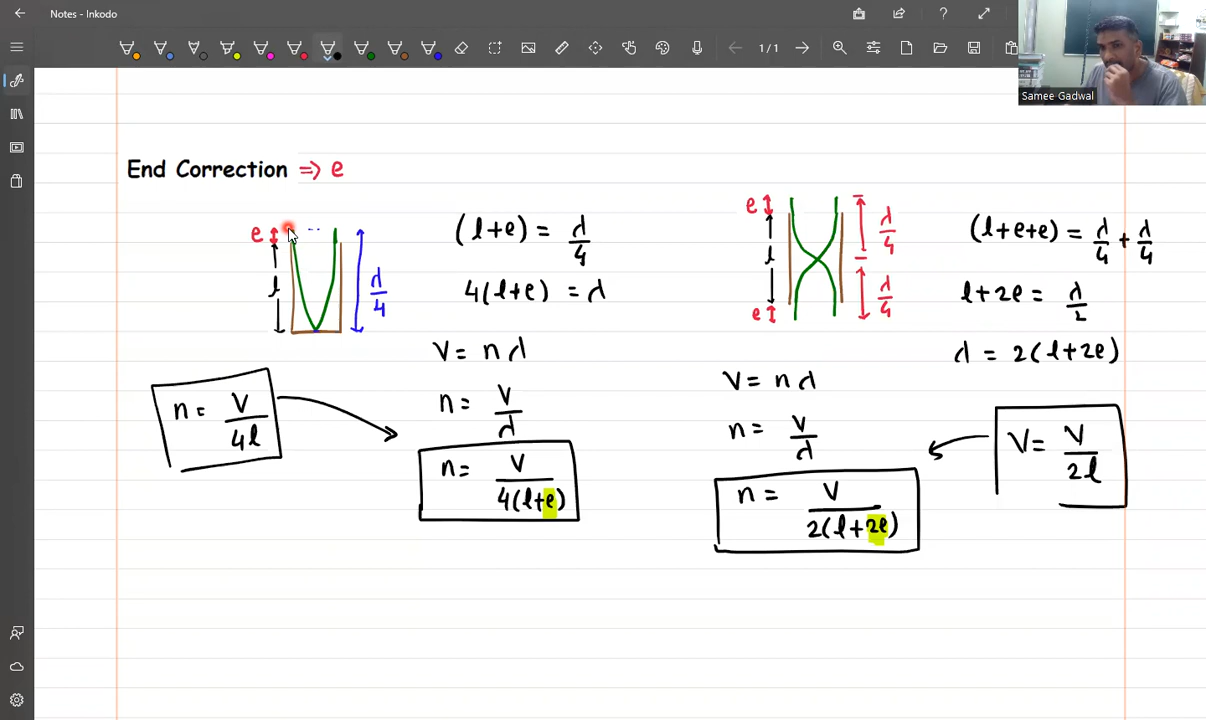 Notes - Inkodo
1/1
Samee Gadwal
End Correction => e
e
l
λ/4
(l+e) = λ/4
4(l+e) = λ
V = nλ
n = V/λ
n = V/4(l+e)
n = V/4l
e
l
e
λ/4
λ/4
(l+e+e) = λ/4 + λ/4
l+2e = λ/2
λ = 2(l+2e)
V = nλ
n = V/λ
n = V/2(l+2e)
V = V/2l